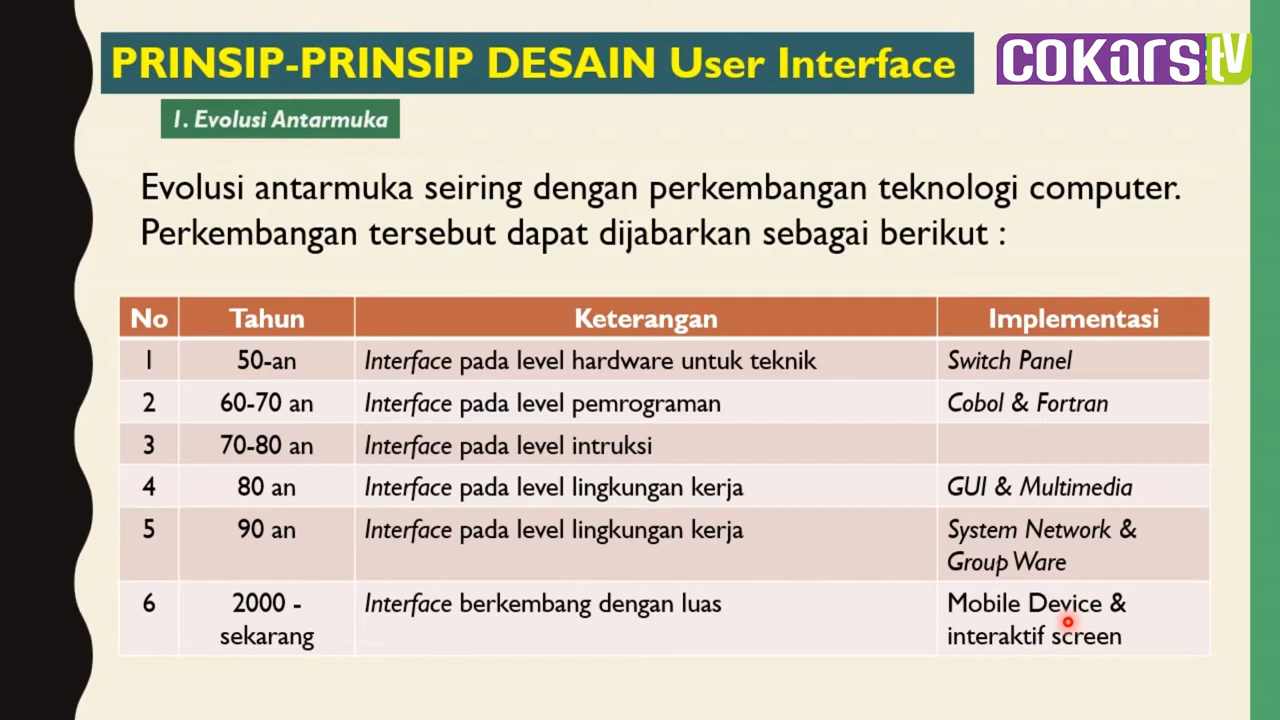 PRINSIP-PRINSIP DESAIN User Interface
cokarstv
1. Evolusi Antarmuka
Evolusi antarmuka seiring dengan perkembangan teknologi computer.
Perkembangan tersebut dapat dijabarkan sebagai berikut :
No Tahun Keterangan Implementasi
1 50-an Interface pada level hardware untuk teknik Switch Panel
2 60-70 an Interface pada level pemrograman Cobol & Fortran
3 70-80 an Interface pada level intruksi
4 80 an Interface pada level lingkungan kerja GUI & Multimedia
5 90 an Interface pada level lingkungan kerja System Network &
Group Ware
6 2000 - Interface berkembang dengan luas Mobile Device &
sekarang interaktif screen